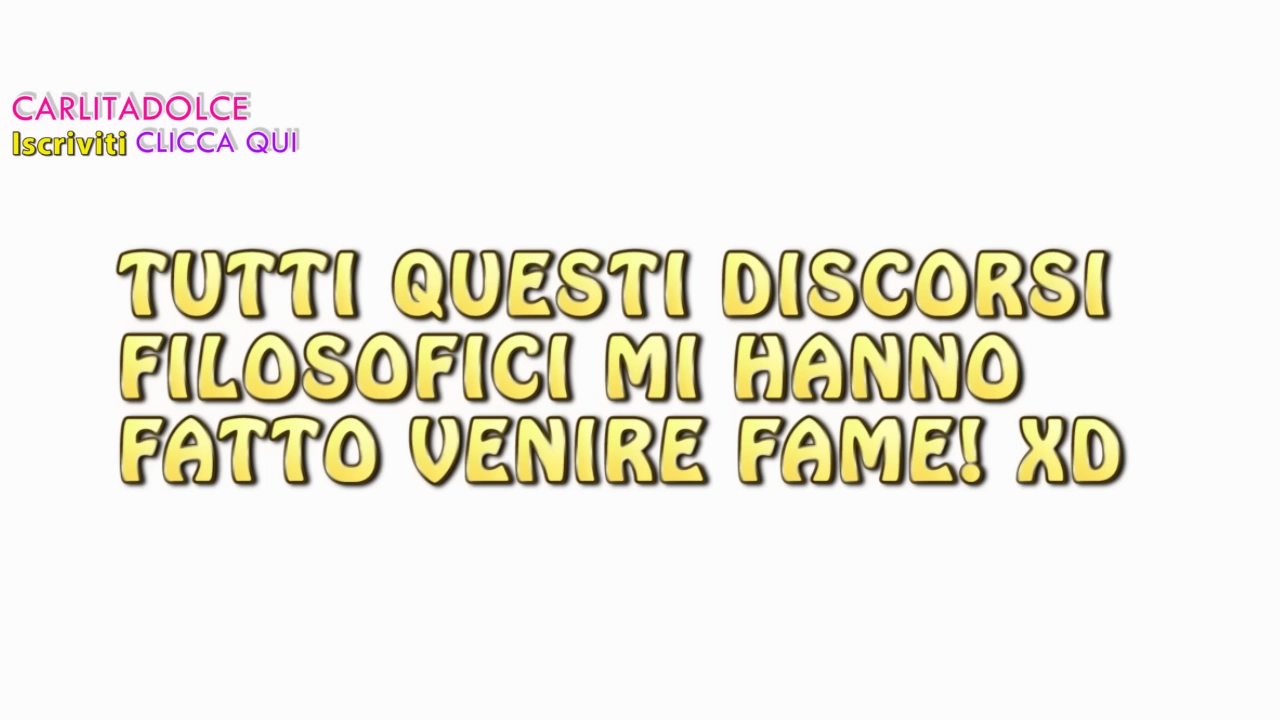 CARLITADOLCE
Iscriviti CLICCA QUI
TUTTI QUESTI DISCORSI
FILOSOFICI MI HANNO
FATTO VENIRE FAME! XD